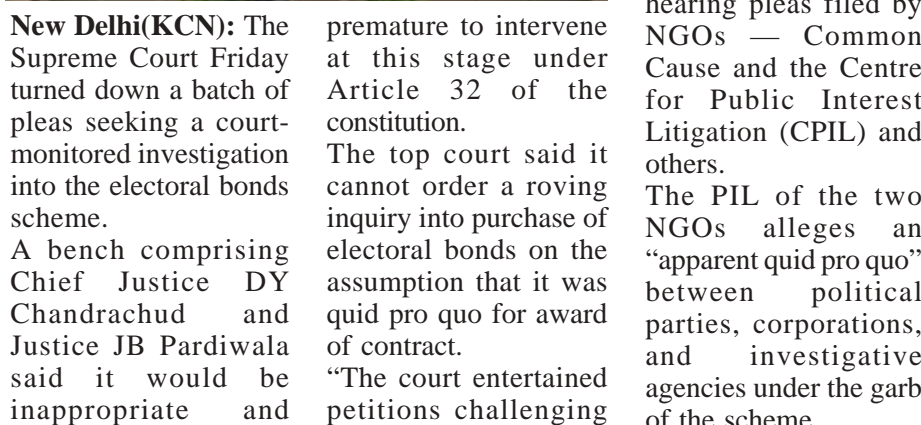 New Delhi(KCN): The
Supreme Court Friday
turned down a batch of
pleas seeking a court-
monitored investigation
into the electoral bonds
scheme.
A bench comprising
Chief Justice DY
Chandrachud and
Justice JB Pardiwala
said it would be
inappropriate and
premature to intervene
at this stage under
Article 32 of the
constitution.
The top court said it
cannot order a roving
inquiry into purchase of
electoral bonds on the
assumption that it was
quid pro quo for award
of contract.
“The court entertained
petitions challenging
hearing pleas filed by
NGOs — Common
Cause and the Centre
for Public Interest
Litigation (CPIL) and
others.
The PIL of the two
NGOs alleges an
“apparent quid pro quo”
between political
parties, corporations,
and investigative
agencies under the garb
of the scheme.